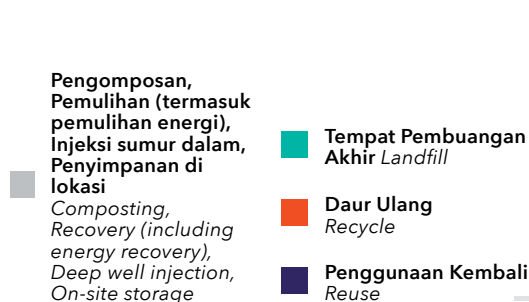 Pengomposan,
Pemulihan (termasuk
pemulihan energi),
Injeksi sumur dalam,
Penyimpanan di
lokasi
Composting,
Recovery (including
energy recovery),
Deep well injection,
On-site storage
Tempat Pembuangan
Akhir Landfill
Daur Ulang
Recycle
Penggunaan Kembali
Reuse